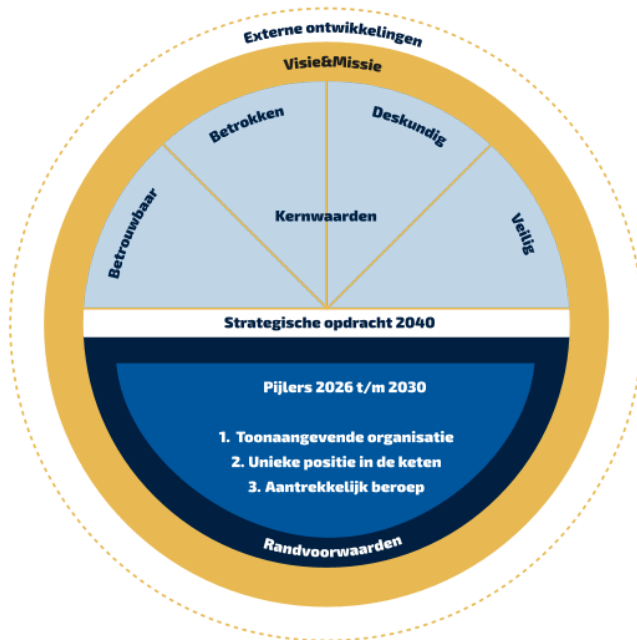 Externe ontwikkelingen
Visie&Missie
Betrokken
Deskundig
Betrouwbaar
Kernwaarden
Veilig
Strategische opdracht 2040
Pijlers 2026 t/m 2030
1. Toonaangevende organisatie
2. Unieke positie in de keten
3. Aantrekkelijk beroep
Randvoorwaarden